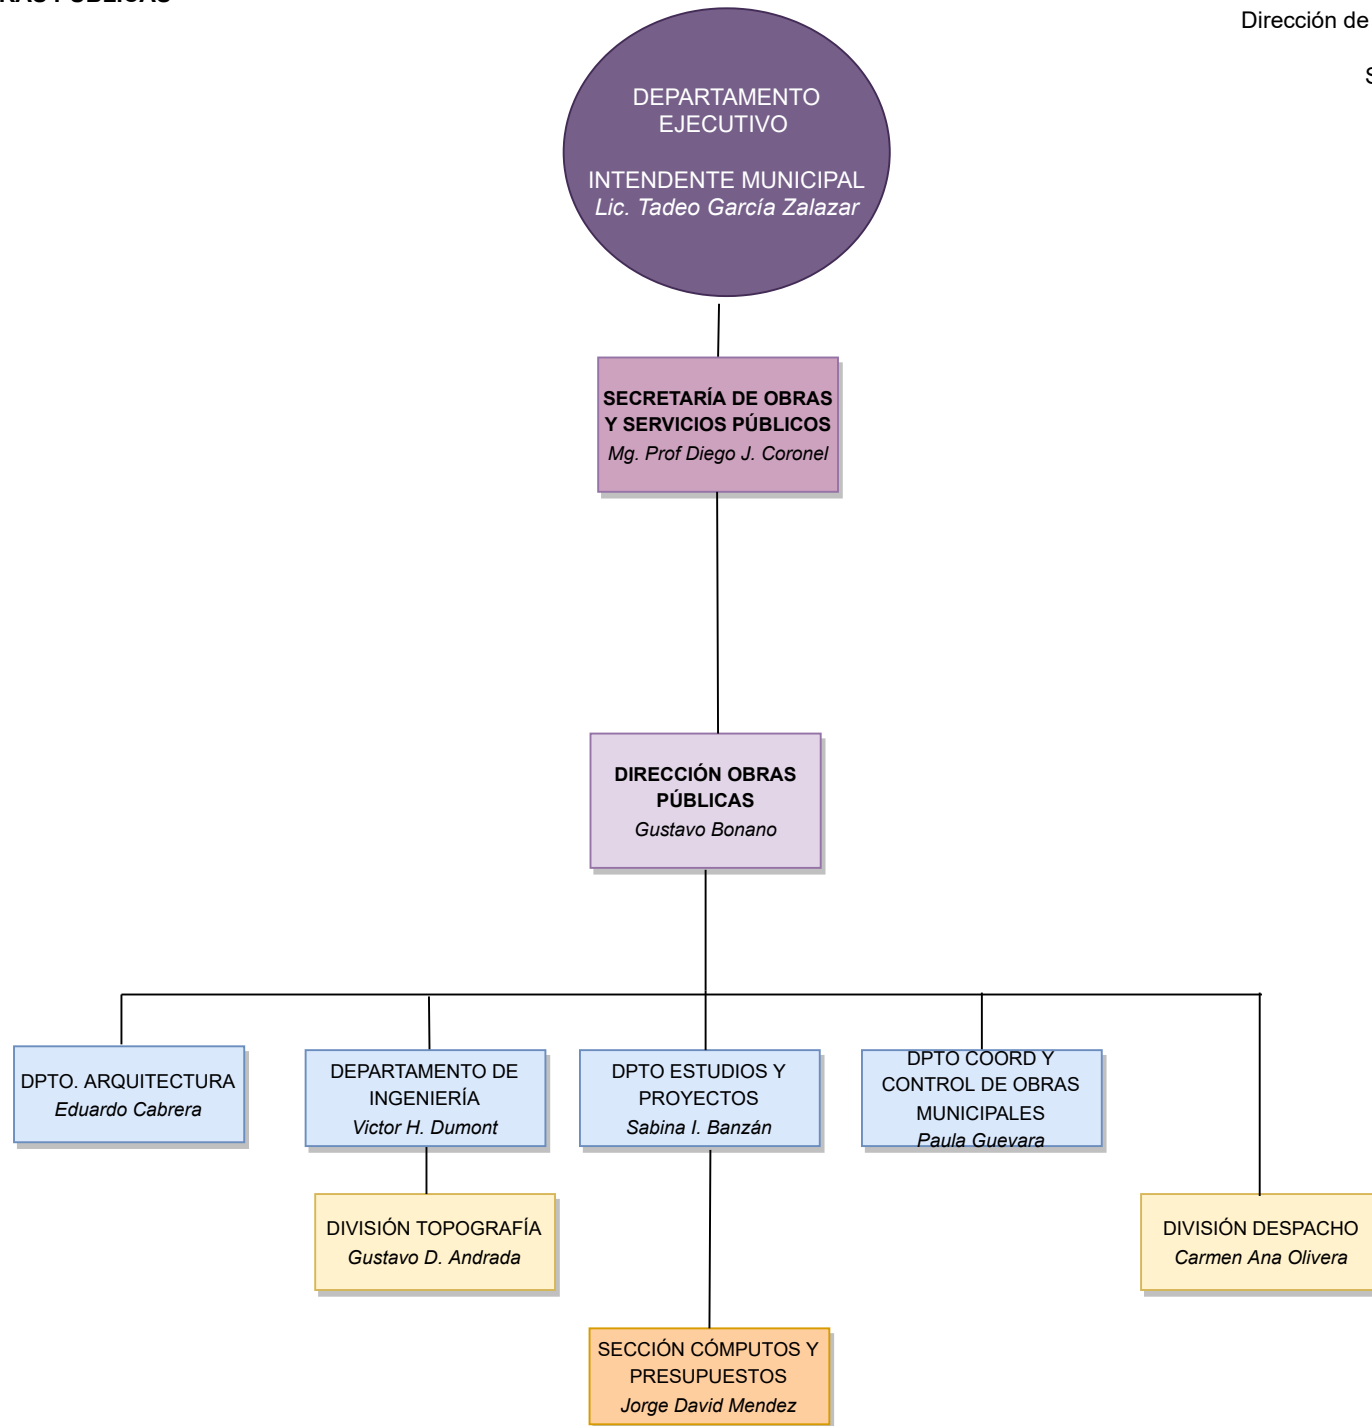 PÚBLICAS
Dirección de
DEPARTAMENTO
EJECUTIVO
INTENDENTE MUNICIPAL
Lic. Tadeo García Zalazar
SECRETARÍA DE OBRAS
Y SERVICIOS PÚBLICOS
Mg. Prof Diego J. Coronel
DIRECCIÓN OBRAS
PÚBLICAS
Gustavo Bonano
DPTO. ARQUITECTURA
Eduardo Cabrera
DEPARTAMENTO DE
INGENIERÍA
Victor H. Dumont
DPTO ESTUDIOS Y
PROYECTOS
Sabina I. Banzán
DPTO COORD Y
CONTROL DE OBRAS
MUNICIPALES
Paula Guevara
DIVISIÓN TOPOGRAFÍA
Gustavo D. Andrada
DIVISIÓN DESPACHO
Carmen Ana Olivera
SECCIÓN CÓMPUTOS Y
PRESUPUESTOS
Jorge David Mendez